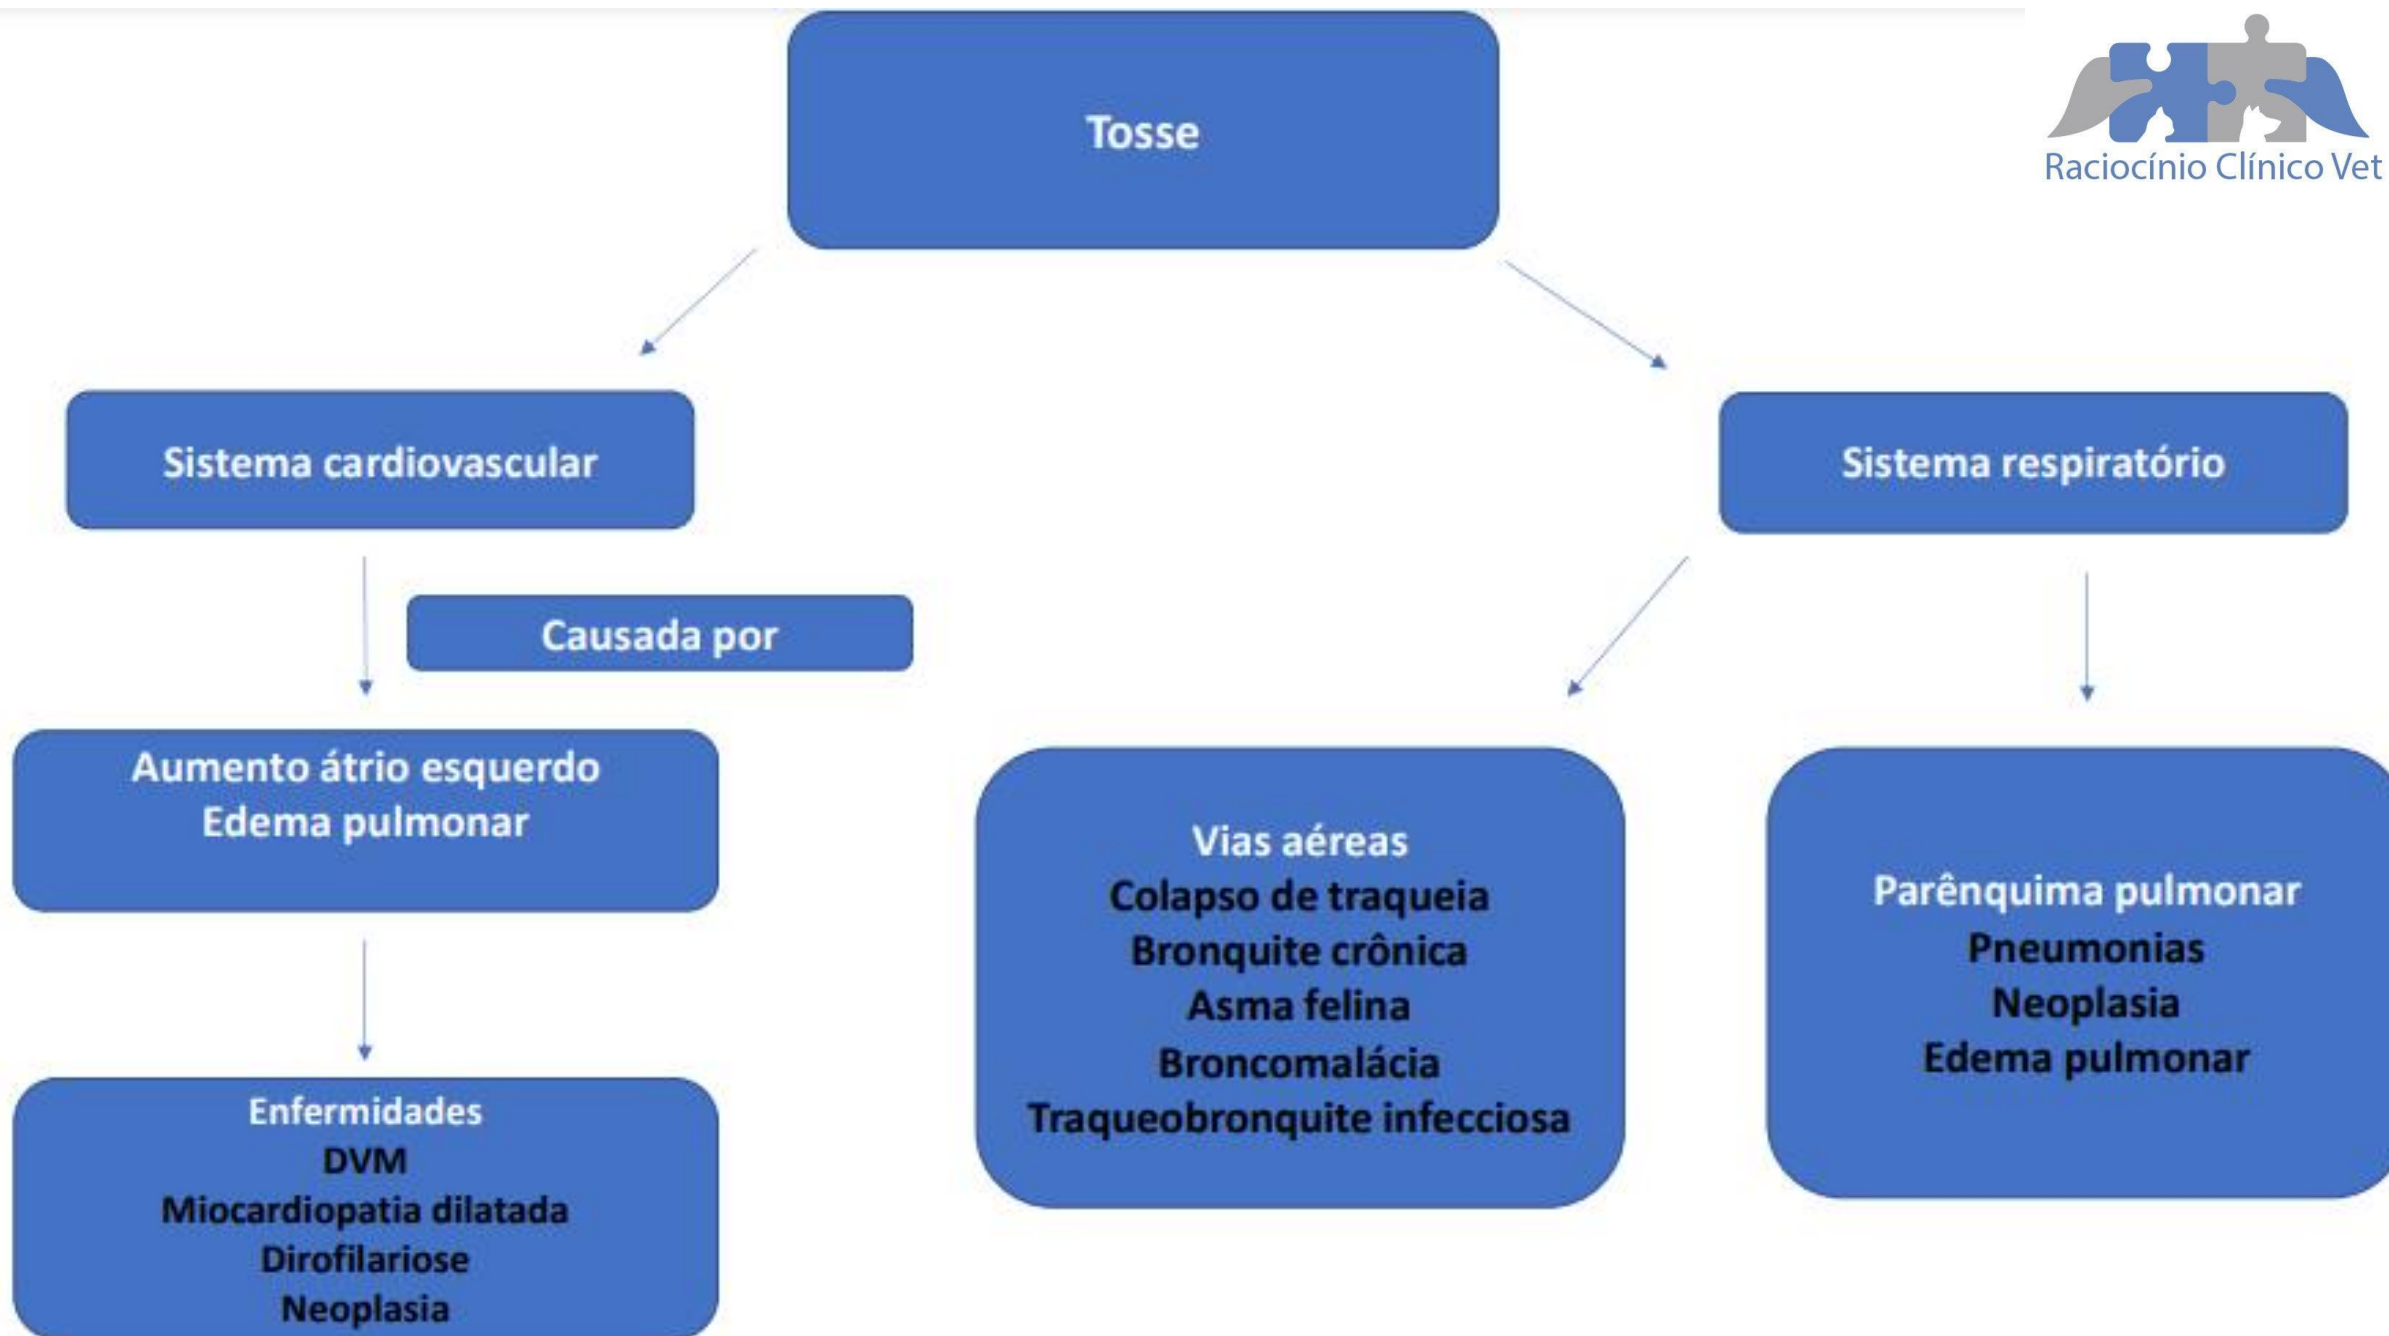 Tosse
Raciocínio Clínico Vet
Sistema cardiovascular
Sistema respiratório
Causada por
Aumento átrio esquerdo
Edema pulmonar
Enfermidades
DVM
Miocardiopatia dilatada
Dirofilariose
Neoplasia
Vias aéreas
Colapso de traqueia
Bronquite crônica
Asma felina
Broncomalácia
Traqueobronquite infecciosa
Parênquima pulmonar
Pneumonias
Neoplasia
Edema pulmonar